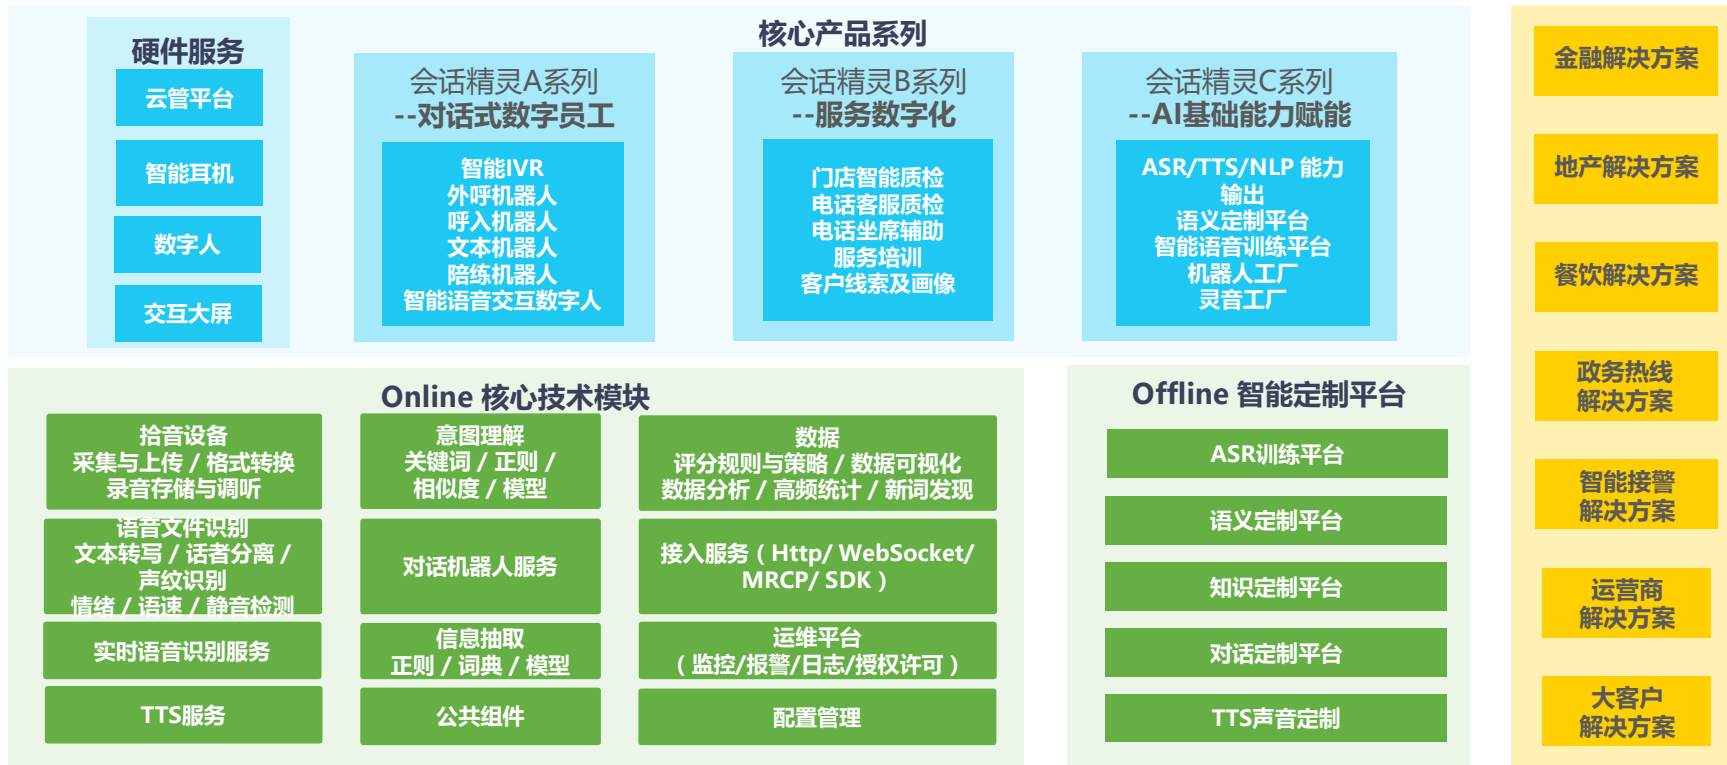 核心产品系列
硬件服务
云管平台
智能耳机
数字人
交互大屏
会话精灵A系列
--对话式数字员工
智能IVR
外呼机器人
呼入机器人
文本机器人
陪练机器人
智能语音交互数字人
会话精灵B系列
--服务数字化
门店智能质检
电话客服质检
电话坐席辅助
服务培训
客户线索及画像
会话精灵C系列
--AI基础能力赋能
ASR/TTS/NLP 能力
输出
语义定制平台
智能语音训练平台
机器人工厂
灵音工厂
Online 核心技术模块
拾音设备
采集与上传 / 格式转换
录音存储与调听
意图理解
关键词 / 正则 /
相似度 / 模型
数据
评分规则与策略 / 数据可视化
数据分析 / 高频统计 / 新词发现
语音文件识别
文本转写 / 话者分离 /
声纹识别
情绪 / 语速 / 静音检测
对话机器人服务
接入服务（Http/ WebSocket/
MRCP/ SDK）
实时语音识别服务
信息抽取
正则 / 词典 / 模型
运维平台
（监控/报警/日志/授权许可）
TTS服务
公共组件
配置管理
Offline 智能定制平台
ASR训练平台
语义定制平台
知识定制平台
对话定制平台
TTS声音定制
金融解决方案
地产解决方案
餐饮解决方案
政务热线
解决方案
智能接警
解决方案
运营商
解决方案
大客户
解决方案